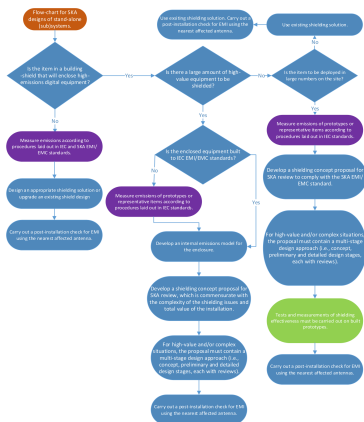 Flow-chart for SKA
designs of stand-alone
(sub)systems.
Is the item in a building
shield that will enclose high-
emissions digital equipment?
No
Measure emissions according to
procedures laid out in IEC and SKA EMI/
EMC standards.
Design an appropriate shielding solution or
upgrade an existing shield design
Carry out a post-installation check for EMI
using the nearest affected antenna.
Yes
Use existing shielding solution. Carry out a
post-installation check for EMI using the
nearest affected antenna.
Is there a large amount of high-
value equipment to be
shielded?
Yes
Is the enclosed equipment built
to IEC EMI/EMC standards?
No
Measure emissions of prototypes or
representative items according to
procedures laid out in IEC standards.
Yes
Develop an internal emissions model for
the enclosure.
Develop a shielding concept proposal for
SKA review, which is commensurate with
the complexity of the shielding issues and
total value of the installation.
For high-value and/or complex
situations, the proposal must contain a
multi-stage design approach (i.e.,
concept, preliminary and detailed
design stages, each with reviews).
Carry out a post-installation check for EMI
using the nearest affected antenna.
No
Use existing shielding solution.
No
Is the item to be deployed in
large numbers on the site?
Yes
Measure emissions of prototypes or
representative items according to
procedures laid out in IEC standards.
Develop a shielding concept proposal for
SKA review to comply with the SKA EMI/
EMC standard.
For high-value and/or complex situations,
the proposal must contain a multi-stage
design approach (i.e., concept,
preliminary and detailed design stages,
each with reviews).
Tests and measurements of shielding
effectiveness must be carried out on built
prototypes.
Carry out a post-installation check for EMI
using the nearest affected antenna.